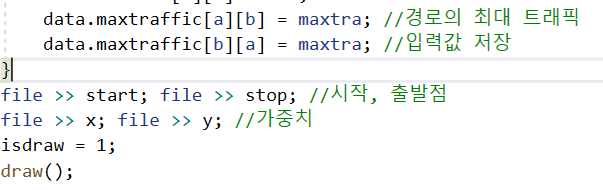 data.maxtraffic[a][b] = maxtra; //경로의 최대 트래픽
data.maxtraffic[b][a] = maxtra; //입력값 저장
}
file >> start; file >> stop; //시작, 출발점
file >> x; file >> y; //가중치
isdraw = 1;
draw();